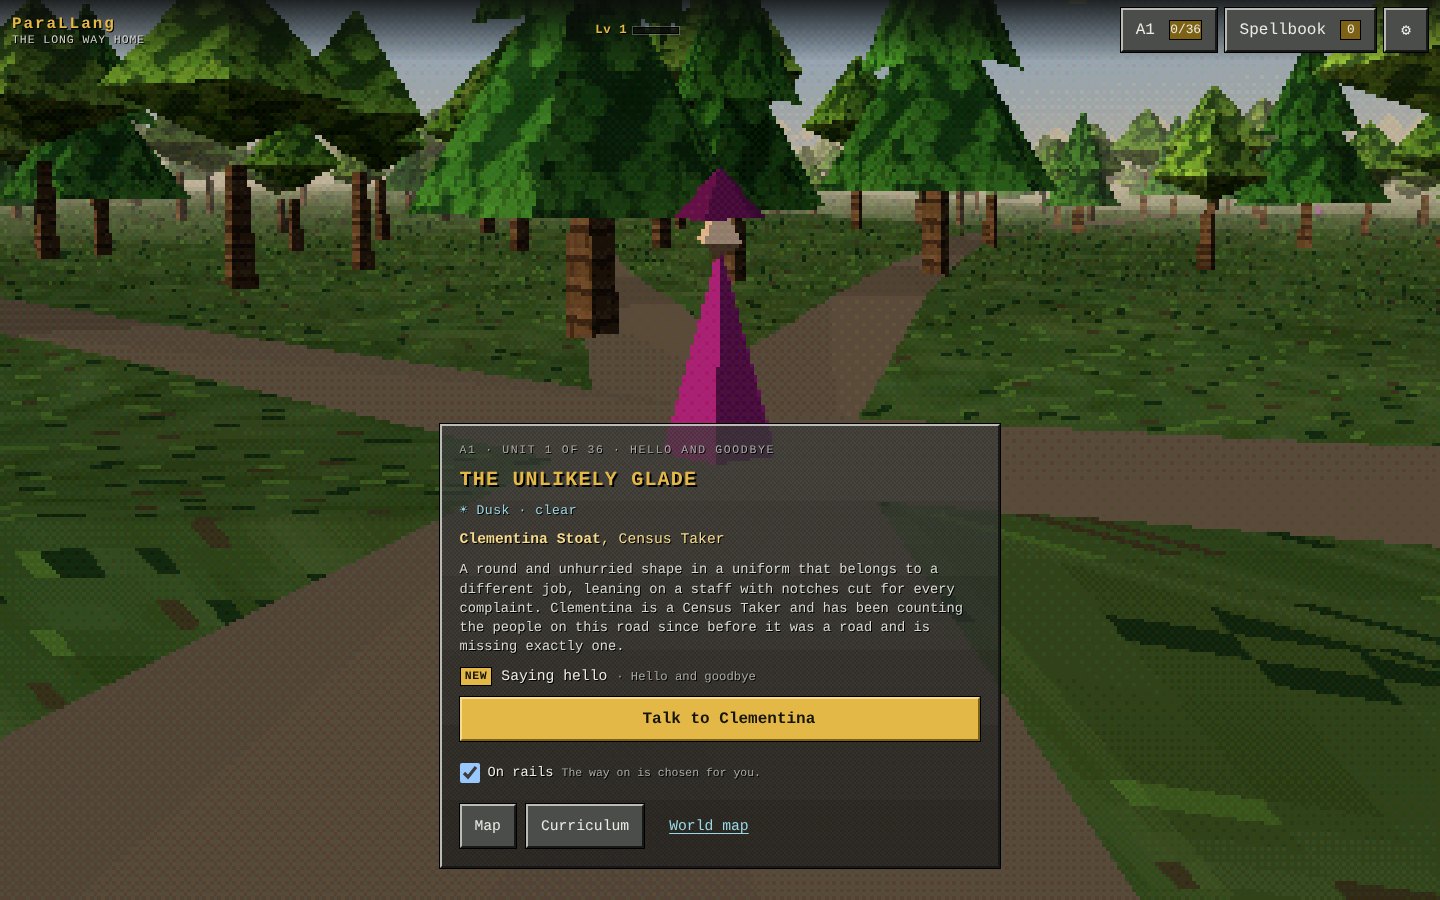 ParaLLang
THE LONG WAY HOME
Lv 1
A1 0/36
Spellbook 0
A1 · UNIT 1 OF 36 · HELLO AND GOODBYE
THE UNLIKELY GLADE
☀ Dusk · clear
Clementina Stoat, Census Taker
A round and unhurried shape in a uniform that belongs to a
different job, leaning on a staff with notches cut for every
complaint. Clementina is a Census Taker and has been counting
the people on this road since before it was a road and is
missing exactly one.
NEW Saying hello · Hello and goodbye
Talk to Clementina
On rails The way on is chosen for you.
Map
Curriculum
World map